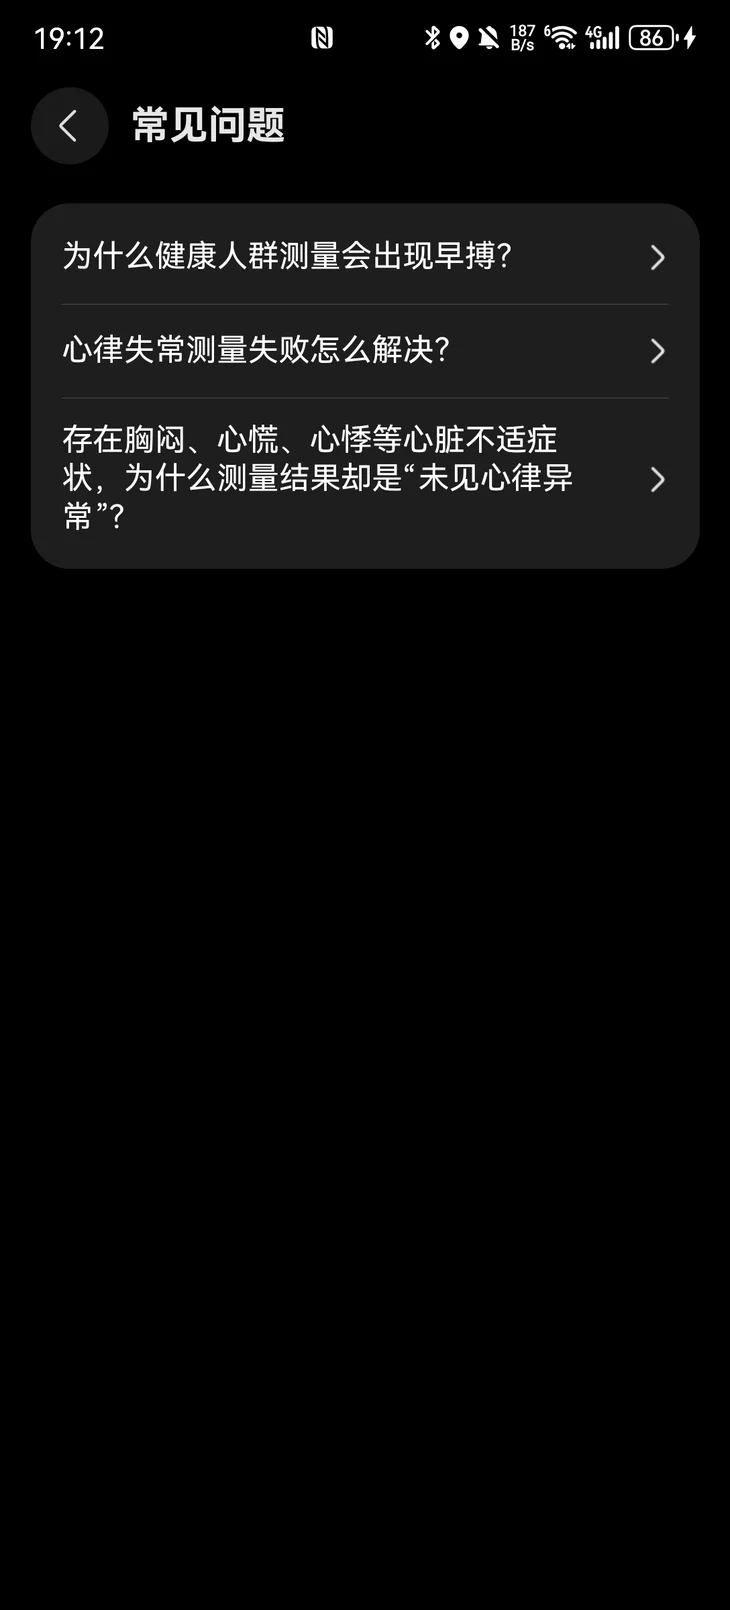 19:12
187
B/s
6
4G
86
常见问题
为什么健康人群测量会出现早搏？
心律失常测量失败怎么解决？
存在胸闷、心慌、心悸等心脏不适症
状，为什么测量结果却是“未见心律异
常”？